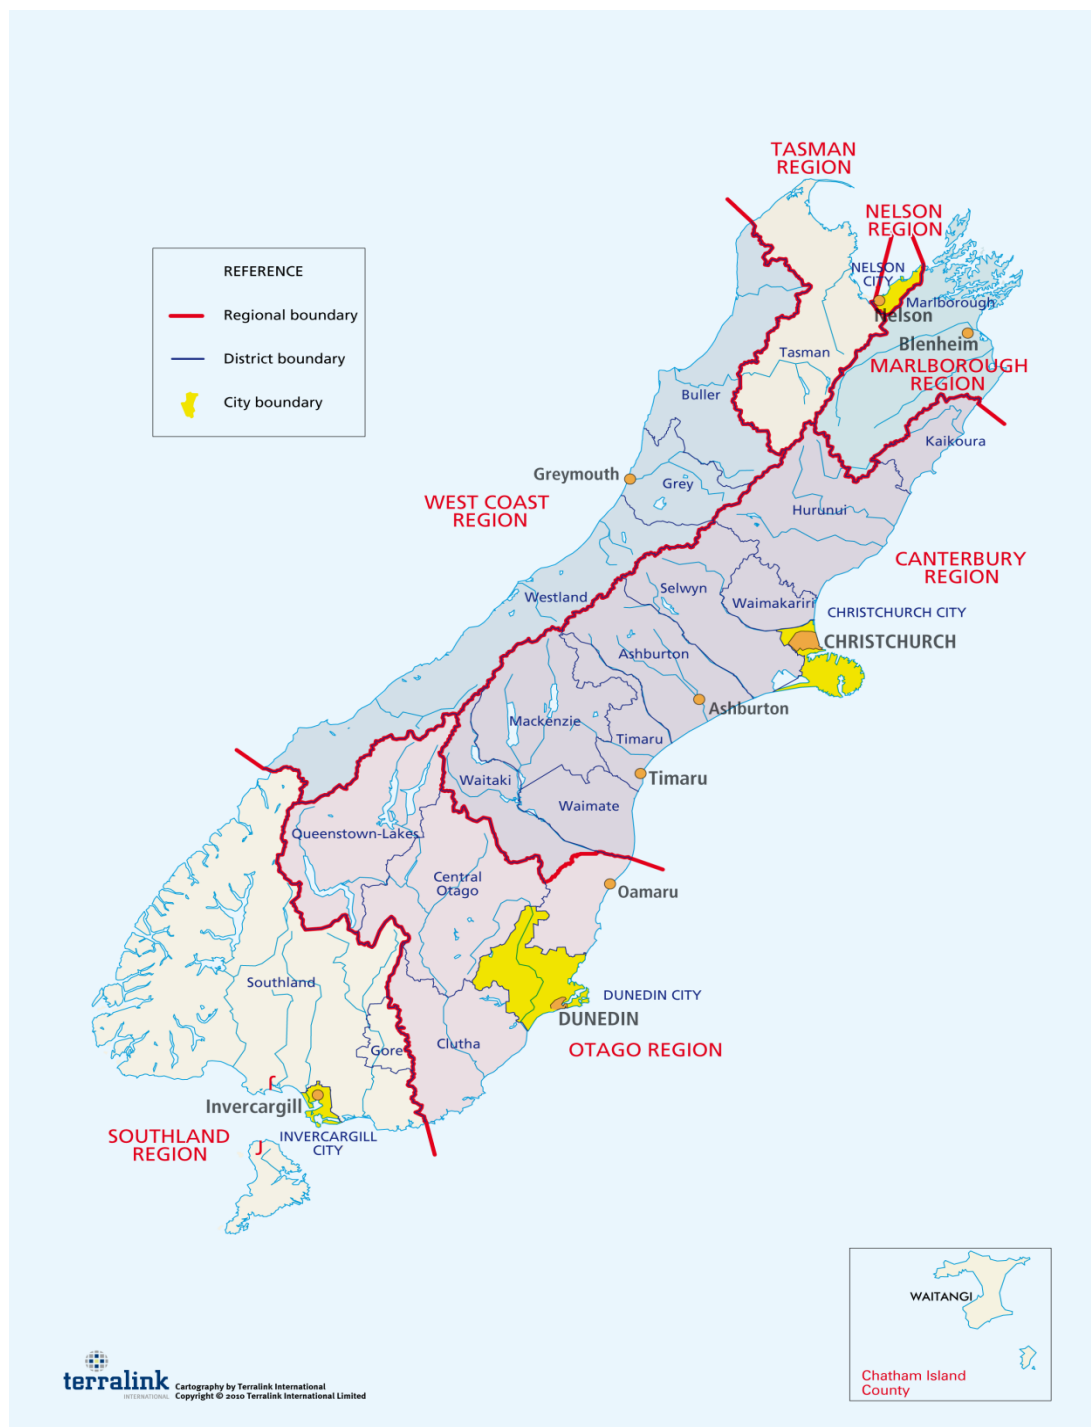 TASMAN
REGION
NELSON
REGION
REFERENCE
Regional boundary
District boundary
City boundary
NELSON
CITY
Marlborough
Nelson
Blenheim
Tasman
MARLBOROUGH
REGION
Buller
Kaikoura
Greymouth
Grey
WEST COAST
REGION
Hurunui
CANTERBURY
REGION
Selwyn
Westland
Waimakariri
CHRISTCHURCH CITY
CHRISTCHURCH
Ashburton
Ashburton
Mackenzie
Timaru
Timaru
Waitaki
Waimate
Queenstown-Lakes
Central
Otago
Oamaru
Southland
DUNEDIN CITY
DUNEDIN
Gore
Clutha
OTAGO REGION
Invercargill
SOUTHLAND
REGION
INVERCARGILL
CITY
WAITANGI
Chatham Island
County
terralink
INTERNATIONAL
Cartography by Terralink International
Copyright © 2010 Terralink International Limited